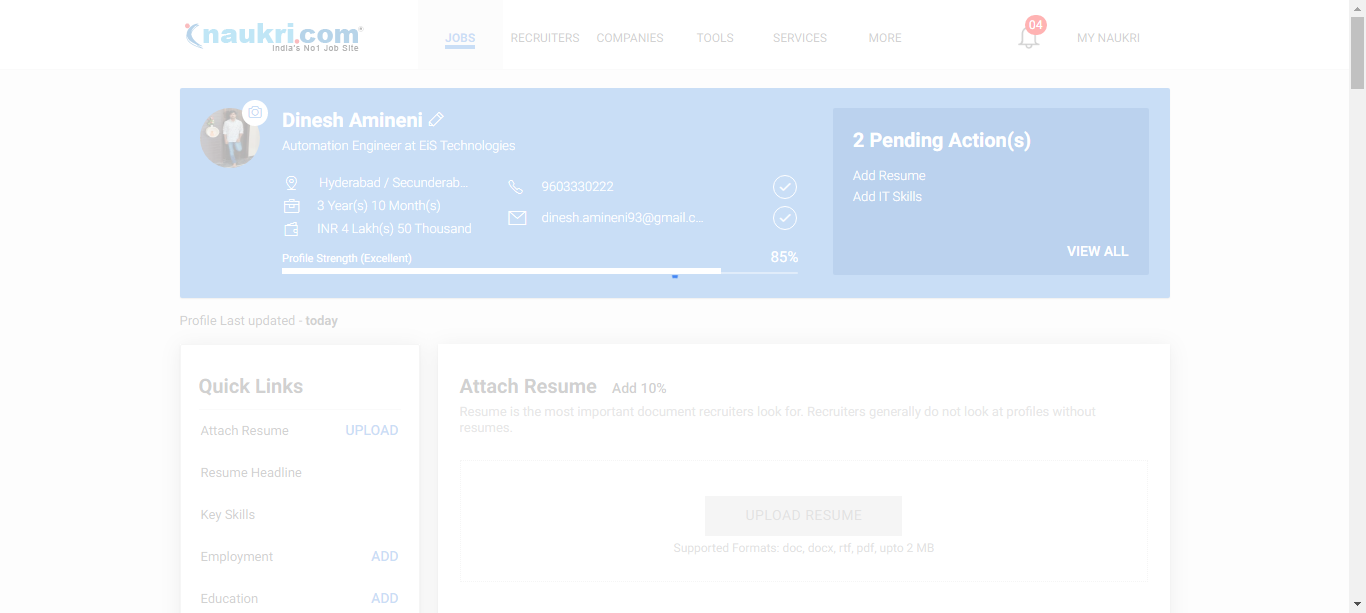 naukri.com
India's No1 Job Site
JOBS
RECRUITERS
COMPANIES
TOOLS
SERVICES
MORE
04
MY NAUKRI
Dinesh Amineni
Automation Engineer at EiS Technologies
Hyderabad / Secunderab...
3 Year(s) 10 Month(s)
INR 4 Lakh(s) 50 Thousand
9603330222
dinesh.amineni93@gmail.c...
Profile Strength (Excellent)
85%
2 Pending Action(s)
Add Resume
Add IT Skills
VIEW ALL
Profile Last updated - today
Quick Links
Attach Resume UPLOAD
Resume Headline
Key Skills
Employment ADD
Education ADD
Attach Resume Add 10%
Resume is the most important document recruiters look for. Recruiters generally do not look at profiles without
resumes.
UPLOAD RESUME
Supported Formats: doc, docx, rtf, pdf, upto 2 MB